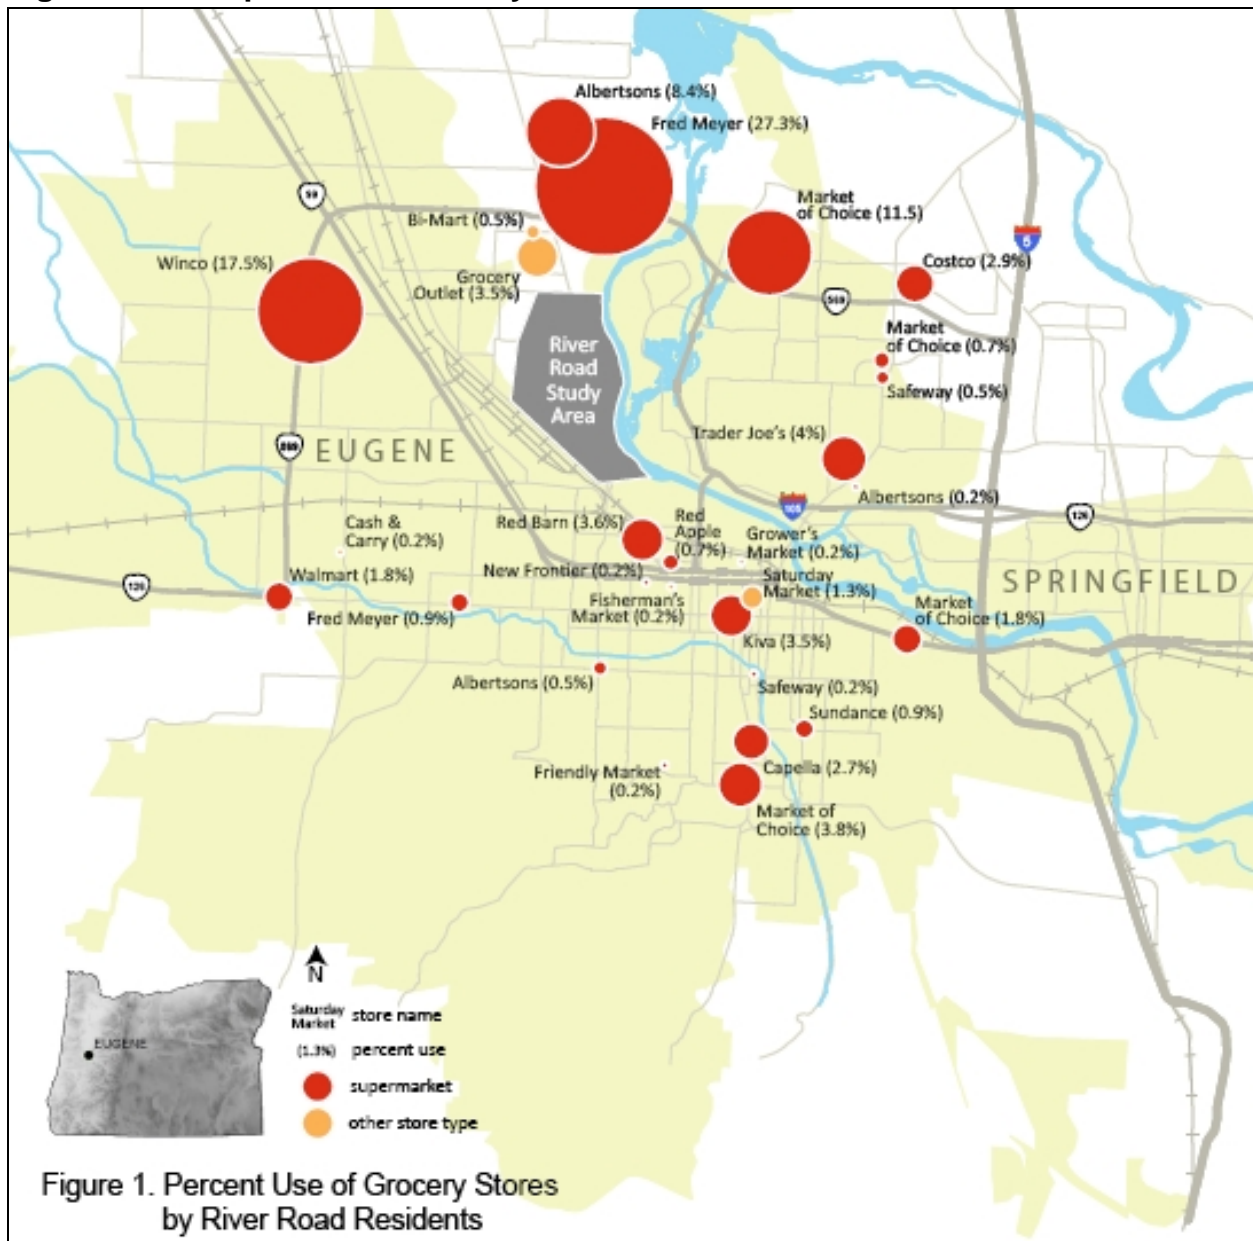 Albertsons (8.4%)
Fred Meyer (27.3%)
Market
of Choice (11.5)
Bi-Mart (0.5%)
Winco (17.5%)
Grocery
Outlet (3.5%)
Costco (2.9%)
5
569
Market
of Choice (0.7%)
Safeway (0.5%)
River
Road
Study
Area
Trader Joe's (4%)
EUGENE
Albertsons (0.2%)
105
126
Cash &
Carry (0.2%)
Red Barn (3.6%)
Red
Apple
(0.7%)
Grower's
Market (0.2%)
New Frontier (0.2%)
Saturday
Market (1.3%)
SPRINGFIELD
Walmart (1.8%)
126
Fred Meyer (0.9%)
Fisherman's
Market (0.2%)
Market
of Choice (1.8%)
Kiva (3.5%)
Albertsons (0.5%)
Safeway (0.2%)
Sundance (0.9%)
Friendly Market
(0.2%)
Capella (2.7%)
Market of
Choice (3.8%)
N
Saturday
Market
store name
(1.3%) percent use
supermarket
other store type
EUGENE
Figure 1. Percent Use of Grocery Stores
by River Road Residents